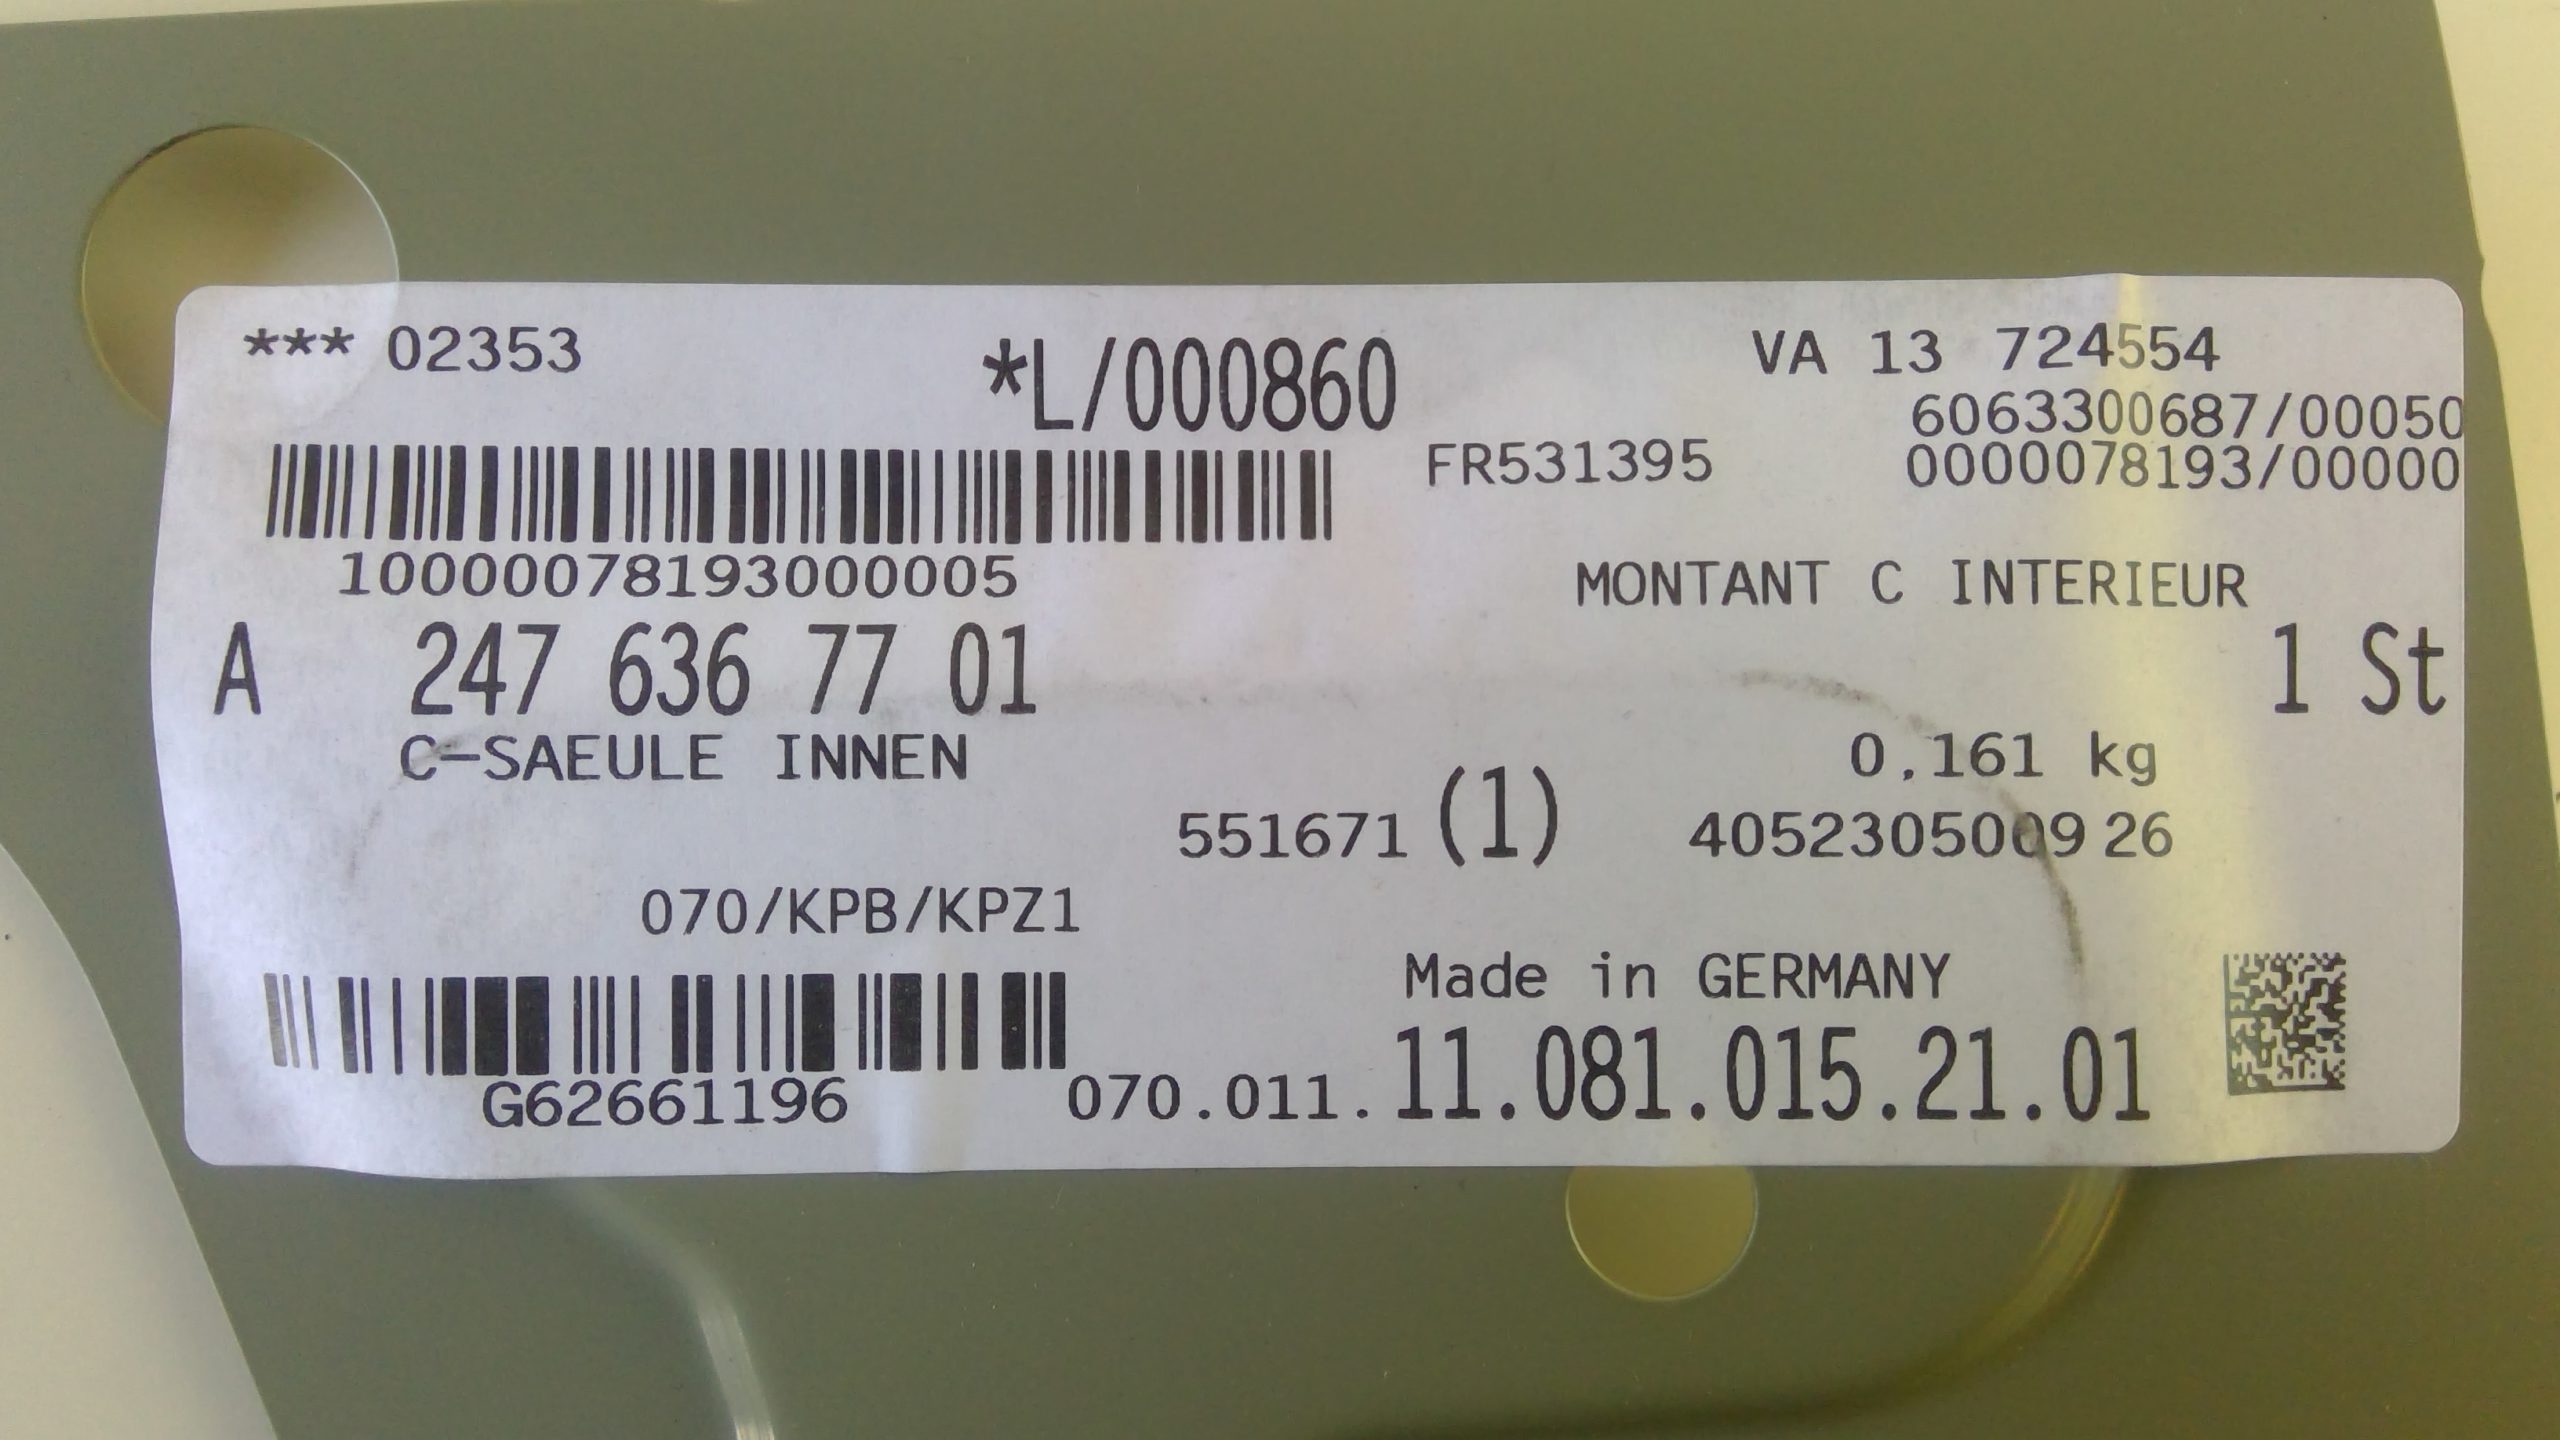 *** 02353
*L/000860
VA 13 724554
6063300687/00050
FR531395
0000078193/00000
10000078193000005
MONTANT C INTERIEUR
A 247 636 77 01
1 St
C-SAEULE INNEN
0,161 kg
551671 (1)
4052305009 26
070/KPB/KPZ1
Made in GERMANY
G62661196
070.011.11.081.015.21.01